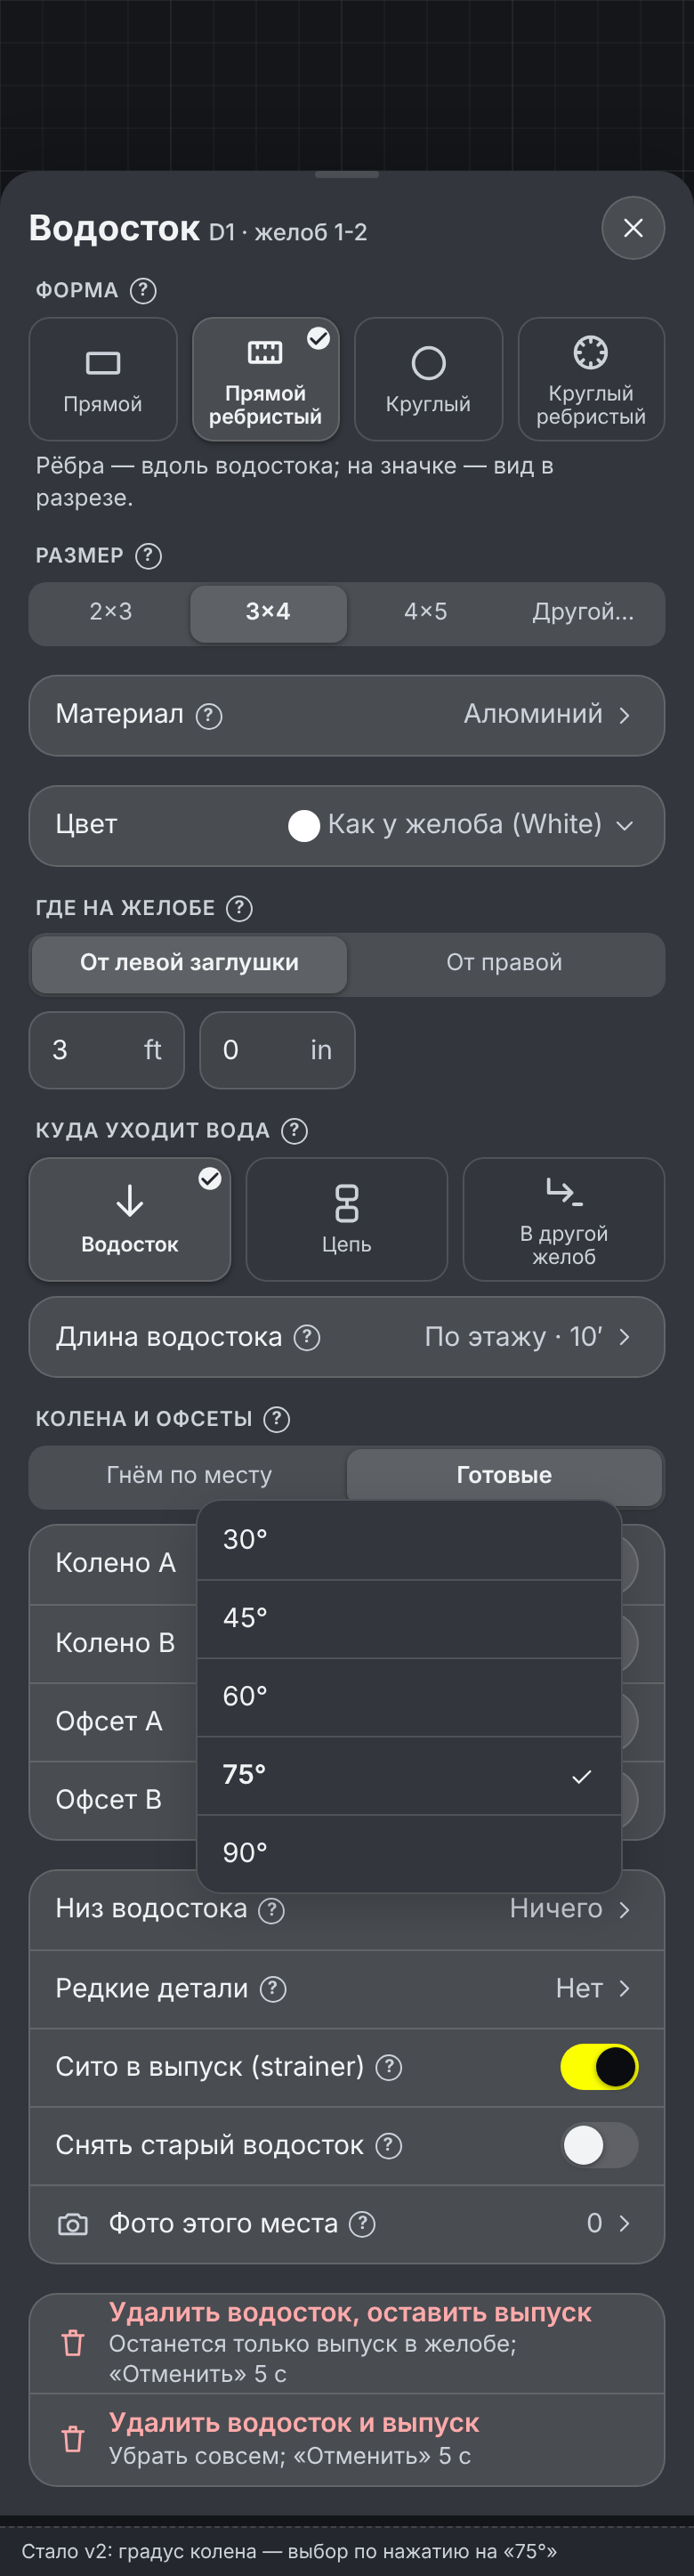 Водосток D1 · желоб 1-2
ФОРМА ?
Прямой
Прямой
ребристый
Круглый
Круглый
ребристый
Рёбра — вдоль водостока; на значке — вид в
разрезе.
РАЗМЕР ?
2×3 3×4 4×5 Другой...
Материал ? Алюминий
Цвет Как у желоба (White)
ГДЕ НА ЖЕЛОБЕ ?
От левой заглушки От правой
3 ft 0 in
КУДА УХОДИТ ВОДА ?
Водосток
Цепь
В другой
желоб
Длина водостока ? По этажу · 10′
КОЛЕНА И ОФСЕТЫ ?
Гнём по месту Готовые
Колено A
Колено B
Офсет A
Офсет B
30°
45°
60°
75°
90°
Низ водостока ? Ничего
Редкие детали ? Нет
Сито в выпуск (strainer) ?
Снять старый водосток ?
Фото этого места ? 0
Удалить водосток, оставить выпуск
Останется только выпуск в желобе;
«Отменить» 5 с
Удалить водосток и выпуск
Убрать совсем; «Отменить» 5 с
Стало v2: градус колена — выбор по нажатию на «75°»